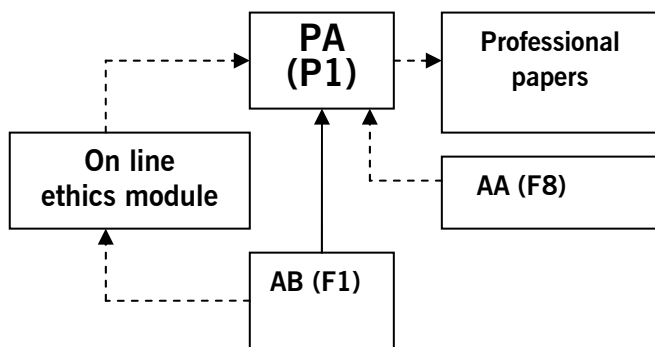 PA
(P1)
Professional
papers
On line
ethics module
AA (F8)
AB (F1)